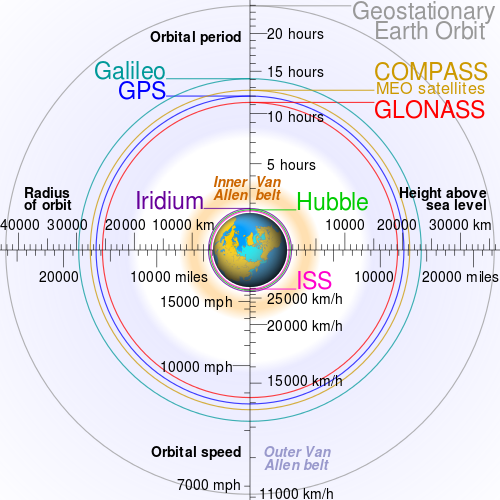 Geostationary
Earth Orbit
Orbital period
20 hours
Galileo
15 hours
COMPASS
MEO satellites
GPS
GLONASS
10 hours
5 hours
Inner Van
Allen belt
Radius
of orbit
Iridium
Hubble
Height above
sea level
40000 30000 20000 10000 km
10000 20000 30000 km
20000 10000 miles
10000 20000 miles
ISS
15000 mph
25000 km/h
20000 km/h
10000 mph
15000 km/h
Orbital speed
Outer Van
Allen belt
7000 mph
11000 km/h